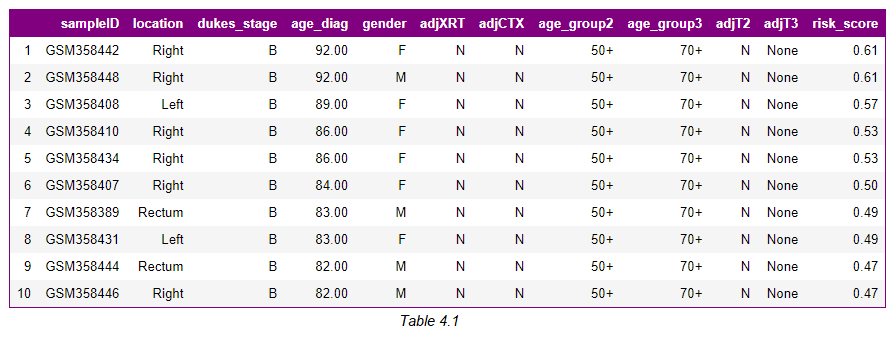 sampleID location dukes_stage age_diag gender adjXRT adjCTX age_group2 age_group3 adjT2 adjT3 risk_score
1 GSM358442 Right B 92.00 F N N 50+ 70+ N None 0.61
2 GSM358448 Right B 92.00 M N N 50+ 70+ N None 0.61
3 GSM358408 Left B 89.00 F N N 50+ 70+ N None 0.57
4 GSM358410 Right B 86.00 F N N 50+ 70+ N None 0.53
5 GSM358434 Right B 86.00 F N N 50+ 70+ N None 0.53
6 GSM358407 Right B 84.00 F N N 50+ 70+ N None 0.50
7 GSM358389 Rectum B 83.00 M N N 50+ 70+ N None 0.49
8 GSM358431 Left B 83.00 F N N 50+ 70+ N None 0.49
9 GSM358444 Rectum B 82.00 M N N 50+ 70+ N None 0.47
10 GSM358446 Right B 82.00 M N N 50+ 70+ N None 0.47
Table 4.1